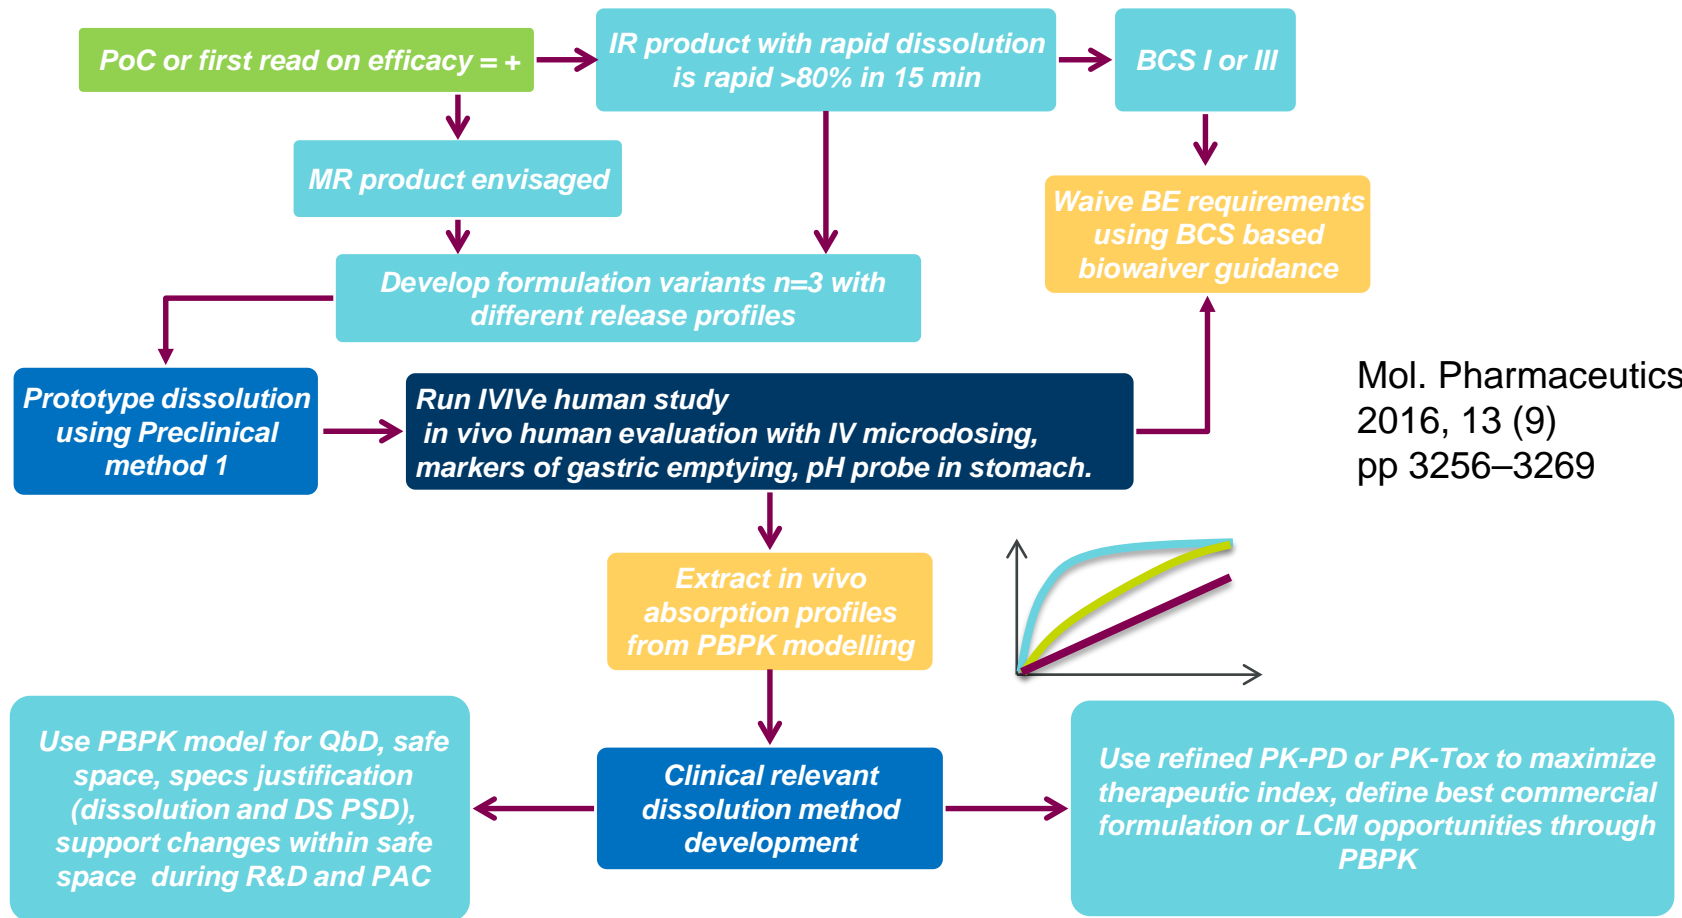 PoC or first read on efficacy = +
IR product with rapid dissolution
is rapid >80% in 15 min
BCS I or III
MR product envisaged
Waive BE requirements
using BCS based
biowaiver guidance
Develop formulation variants n=3 with
different release profiles
Prototype dissolution
using Preclinical
method 1
Run IVIVe human study
in vivo human evaluation with IV microdosing,
markers of gastric emptying, pH probe in stomach.
Mol. Pharmaceutics
2016, 13 (9)
pp 3256–3269
Extract in vivo
absorption profiles
from PBPK modelling
Use PBPK model for QbD, safe
space, specs justification
(dissolution and DS PSD),
support changes within safe
space during R&D and PAC
Clinical relevant
dissolution method
development
Use refined PK-PD or PK-Tox to maximize
therapeutic index, define best commercial
formulation or LCM opportunities through
PBPK